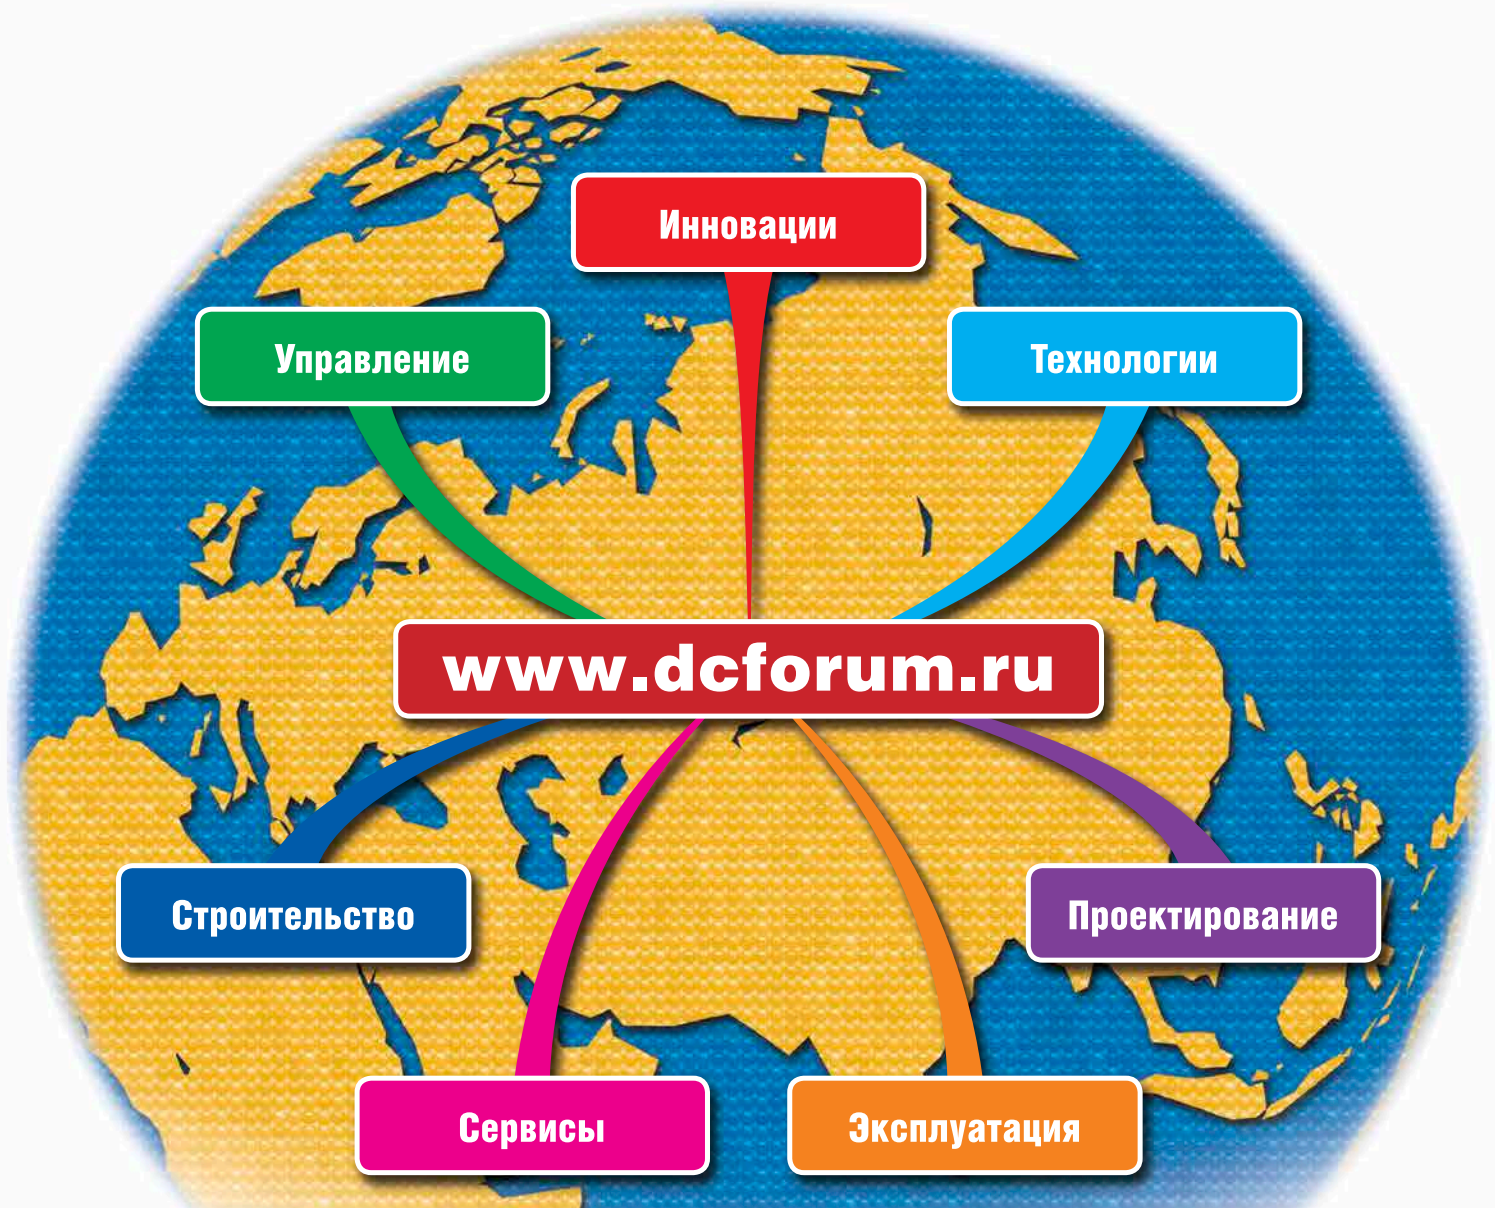 Инновации
Управление
Технологии
www.dcforum.ru
Строительство
Проектирование
Сервисы
Эксплуатация